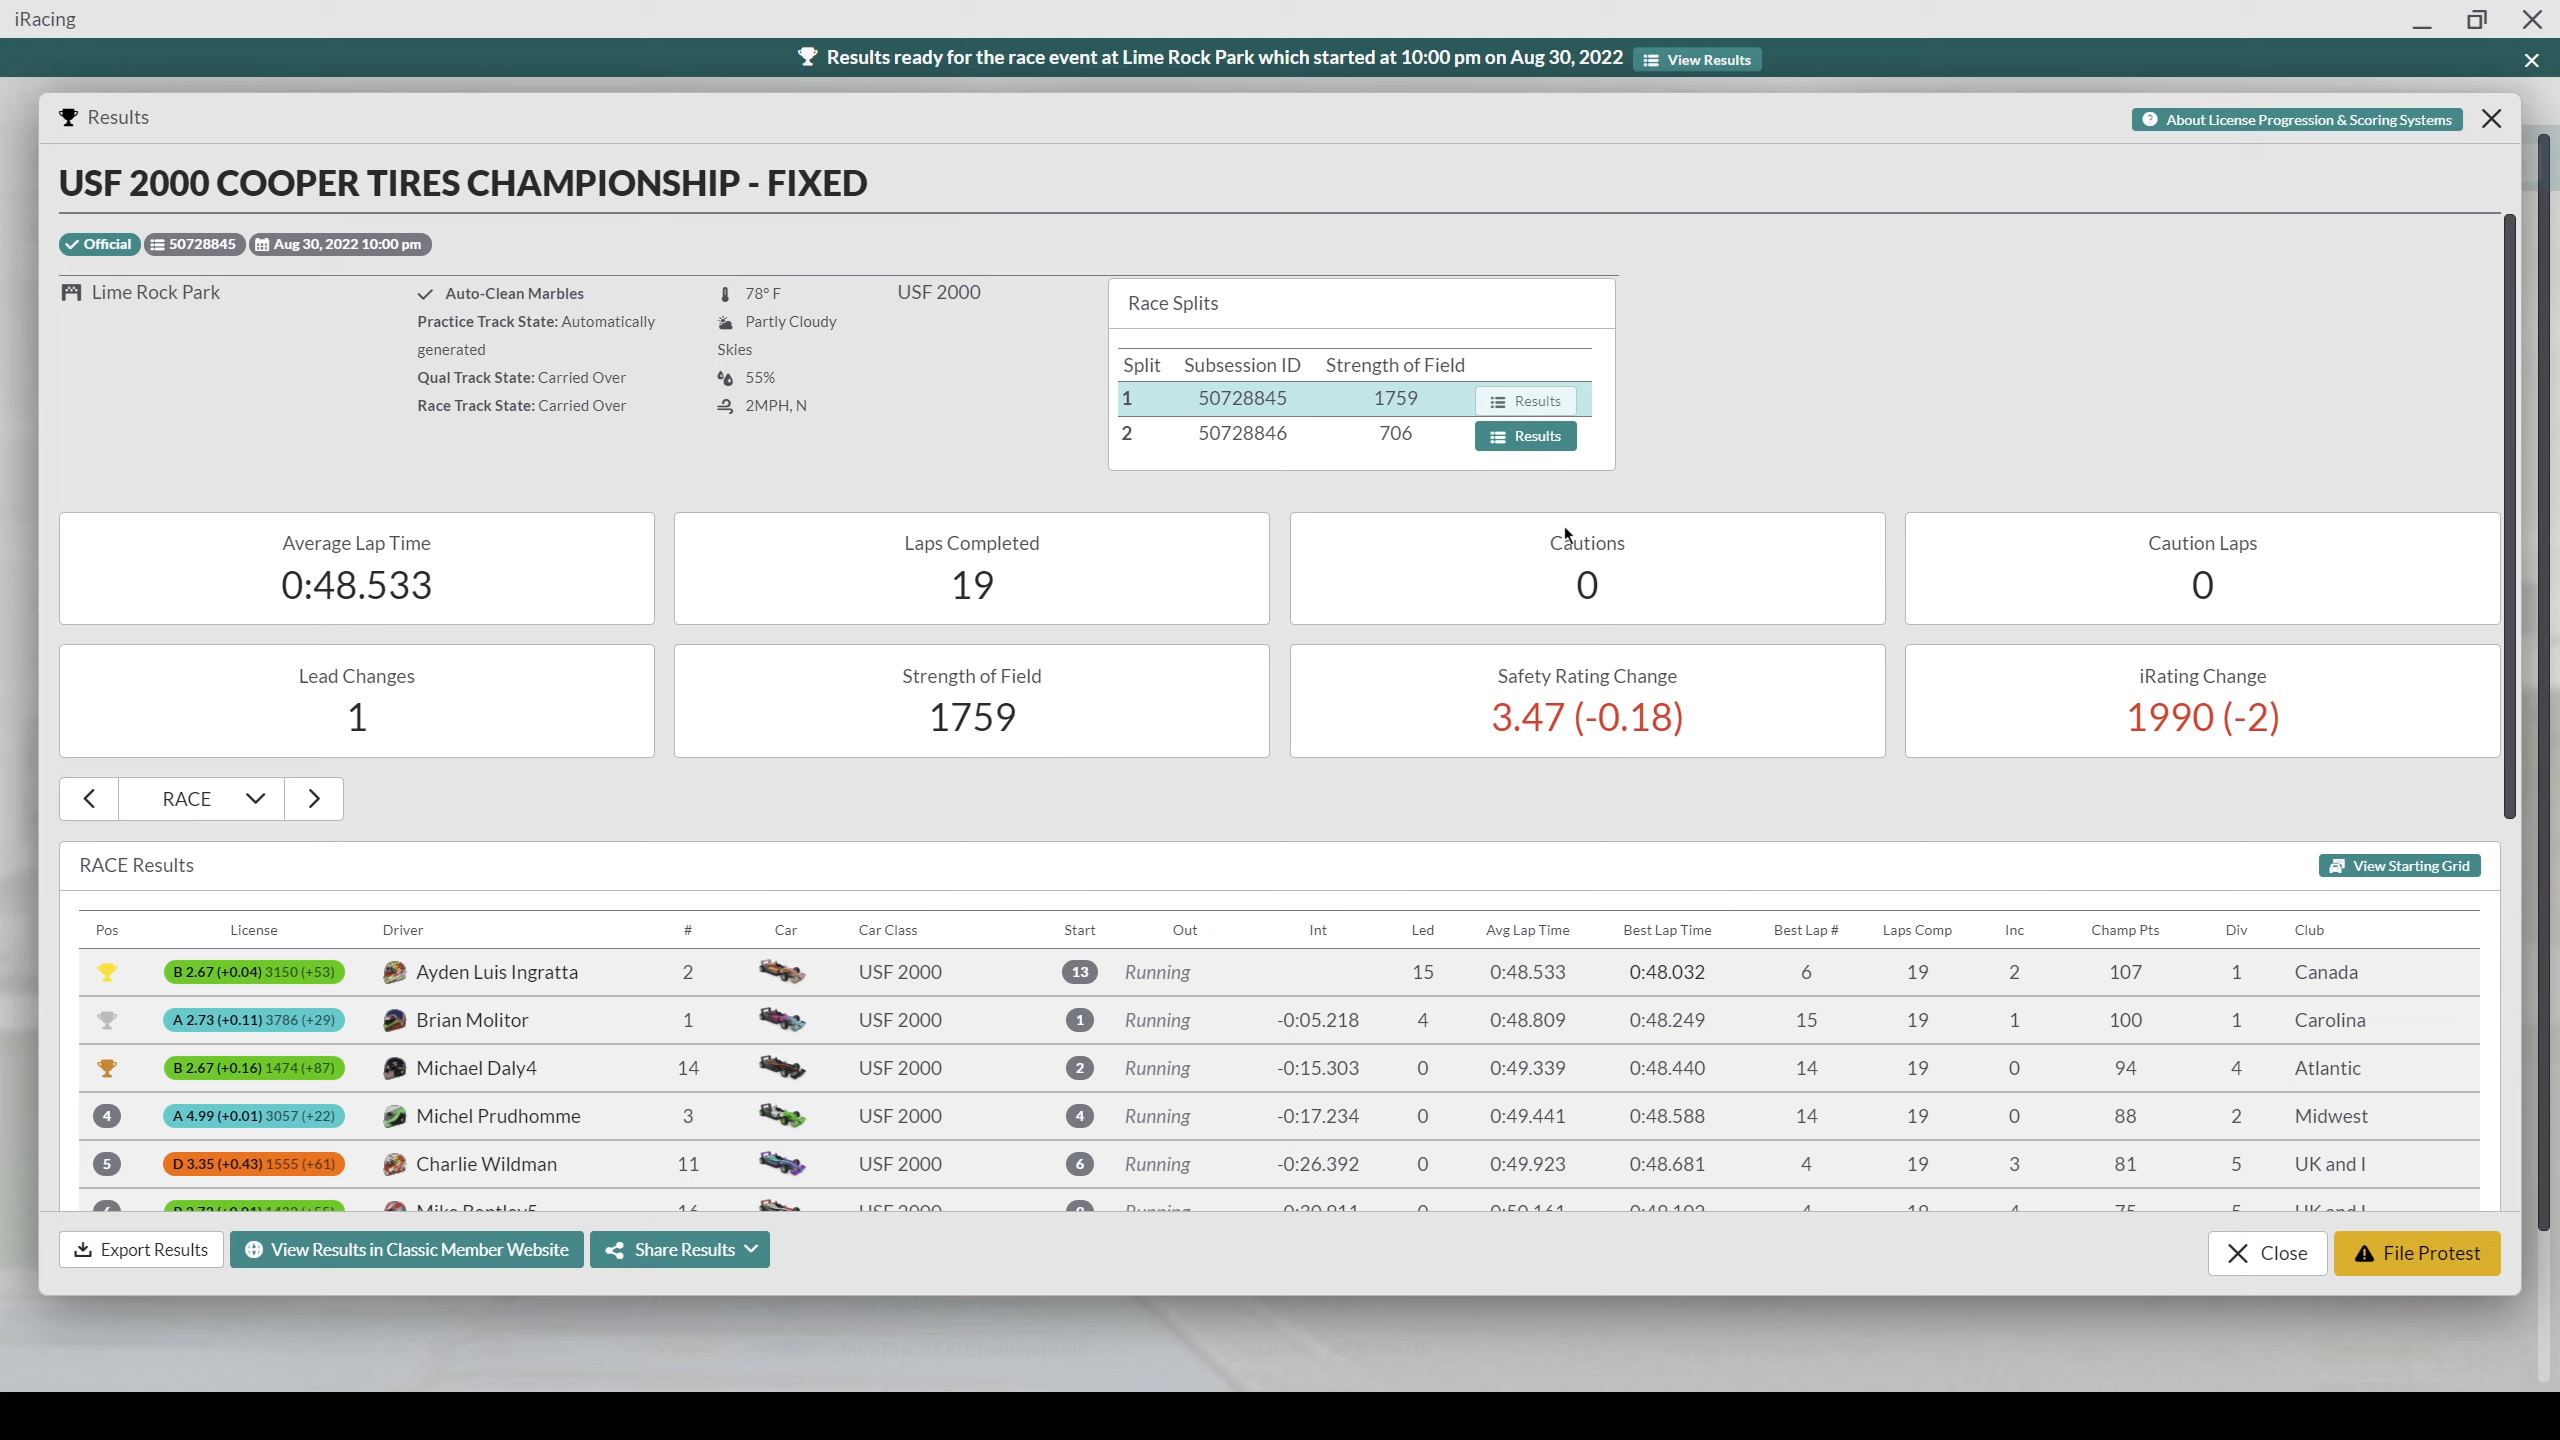 iRacing
Results ready for the race event at Lime Rock Park which started at 10:00 pm on Aug 30, 2022 View Results
Results
About License Progression & Scoring Systems
USF 2000 COOPER TIRES CHAMPIONSHIP - FIXED
Official 50728845 Aug 30, 2022 10:00 pm
Lime Rock Park
Auto-Clean Marbles
Practice Track State: Automatically
generated
Qual Track State: Carried Over
Race Track State: Carried Over
78° F
Partly Cloudy
Skies
55%
2MPH, N
USF 2000
Race Splits
Split Subsession ID Strength of Field
1 50728845 1759 Results
2 50728846 706 Results
Average Lap Time
0:48.533
Laps Completed
19
Cautions
0
Caution Laps
0
Lead Changes
1
Strength of Field
1759
Safety Rating Change
3.47 (-0.18)
iRating Change
1990 (-2)
RACE
RACE Results
View Starting Grid
Pos License Driver # Car Car Class Start Out Int Led Avg Lap Time Best Lap Time Best Lap # Laps Comp Inc Champ Pts Div Club
B 2.67 (+0.04) 3150 (+53) Ayden Luis Ingratta 2 USF 2000 13 Running 15 0:48.533 0:48.032 6 19 2 107 1 Canada
A 2.73 (+0.11) 3786 (+29) Brian Molitor 1 USF 2000 1 Running -0:05.218 4 0:48.809 0:48.249 15 19 1 100 1 Carolina
B 2.67 (+0.16) 1474 (+87) Michael Daly4 14 USF 2000 2 Running -0:15.303 0 0:49.339 0:48.440 14 19 0 94 4 Atlantic
4 A 4.99 (+0.01) 3057 (+22) Michel Prudhomme 3 USF 2000 4 Running -0:17.234 0 0:49.441 0:48.588 14 19 0 88 2 Midwest
5 D 3.35 (+0.43) 1555 (+61) Charlie Wildman 11 USF 2000 6 Running -0:26.392 0 0:49.923 0:48.681 4 19 3 81 5 UK and I
Export Results View Results in Classic Member Website Share Results
Close File Protest